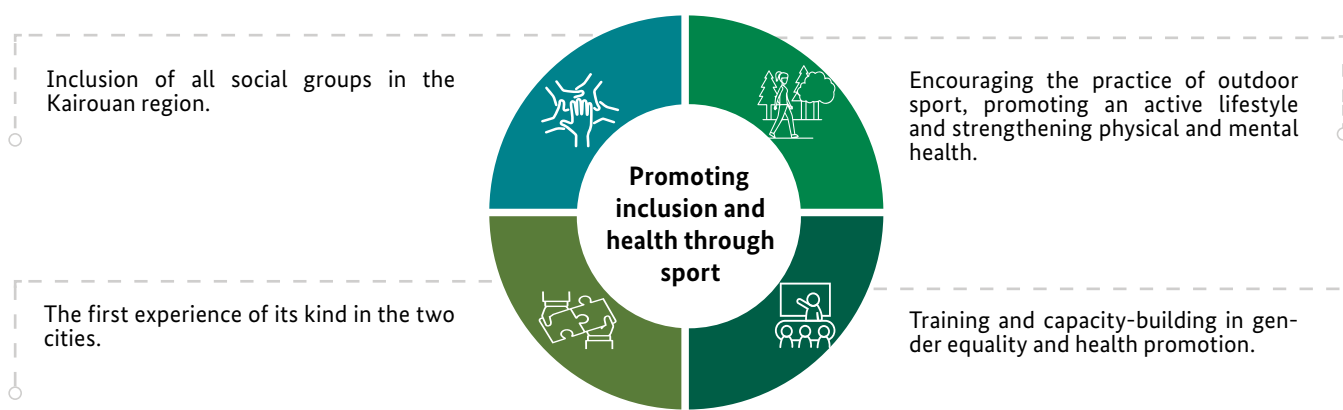 Inclusion of all social groups in the
Kairouan region.
Encouraging the practice of outdoor
sport, promoting an active lifestyle
and strengthening physical and mental
health.
Promoting
inclusion and
health through
sport
The first experience of its kind in the two
cities.
Training and capacity-building in gen-
der equality and health promotion.